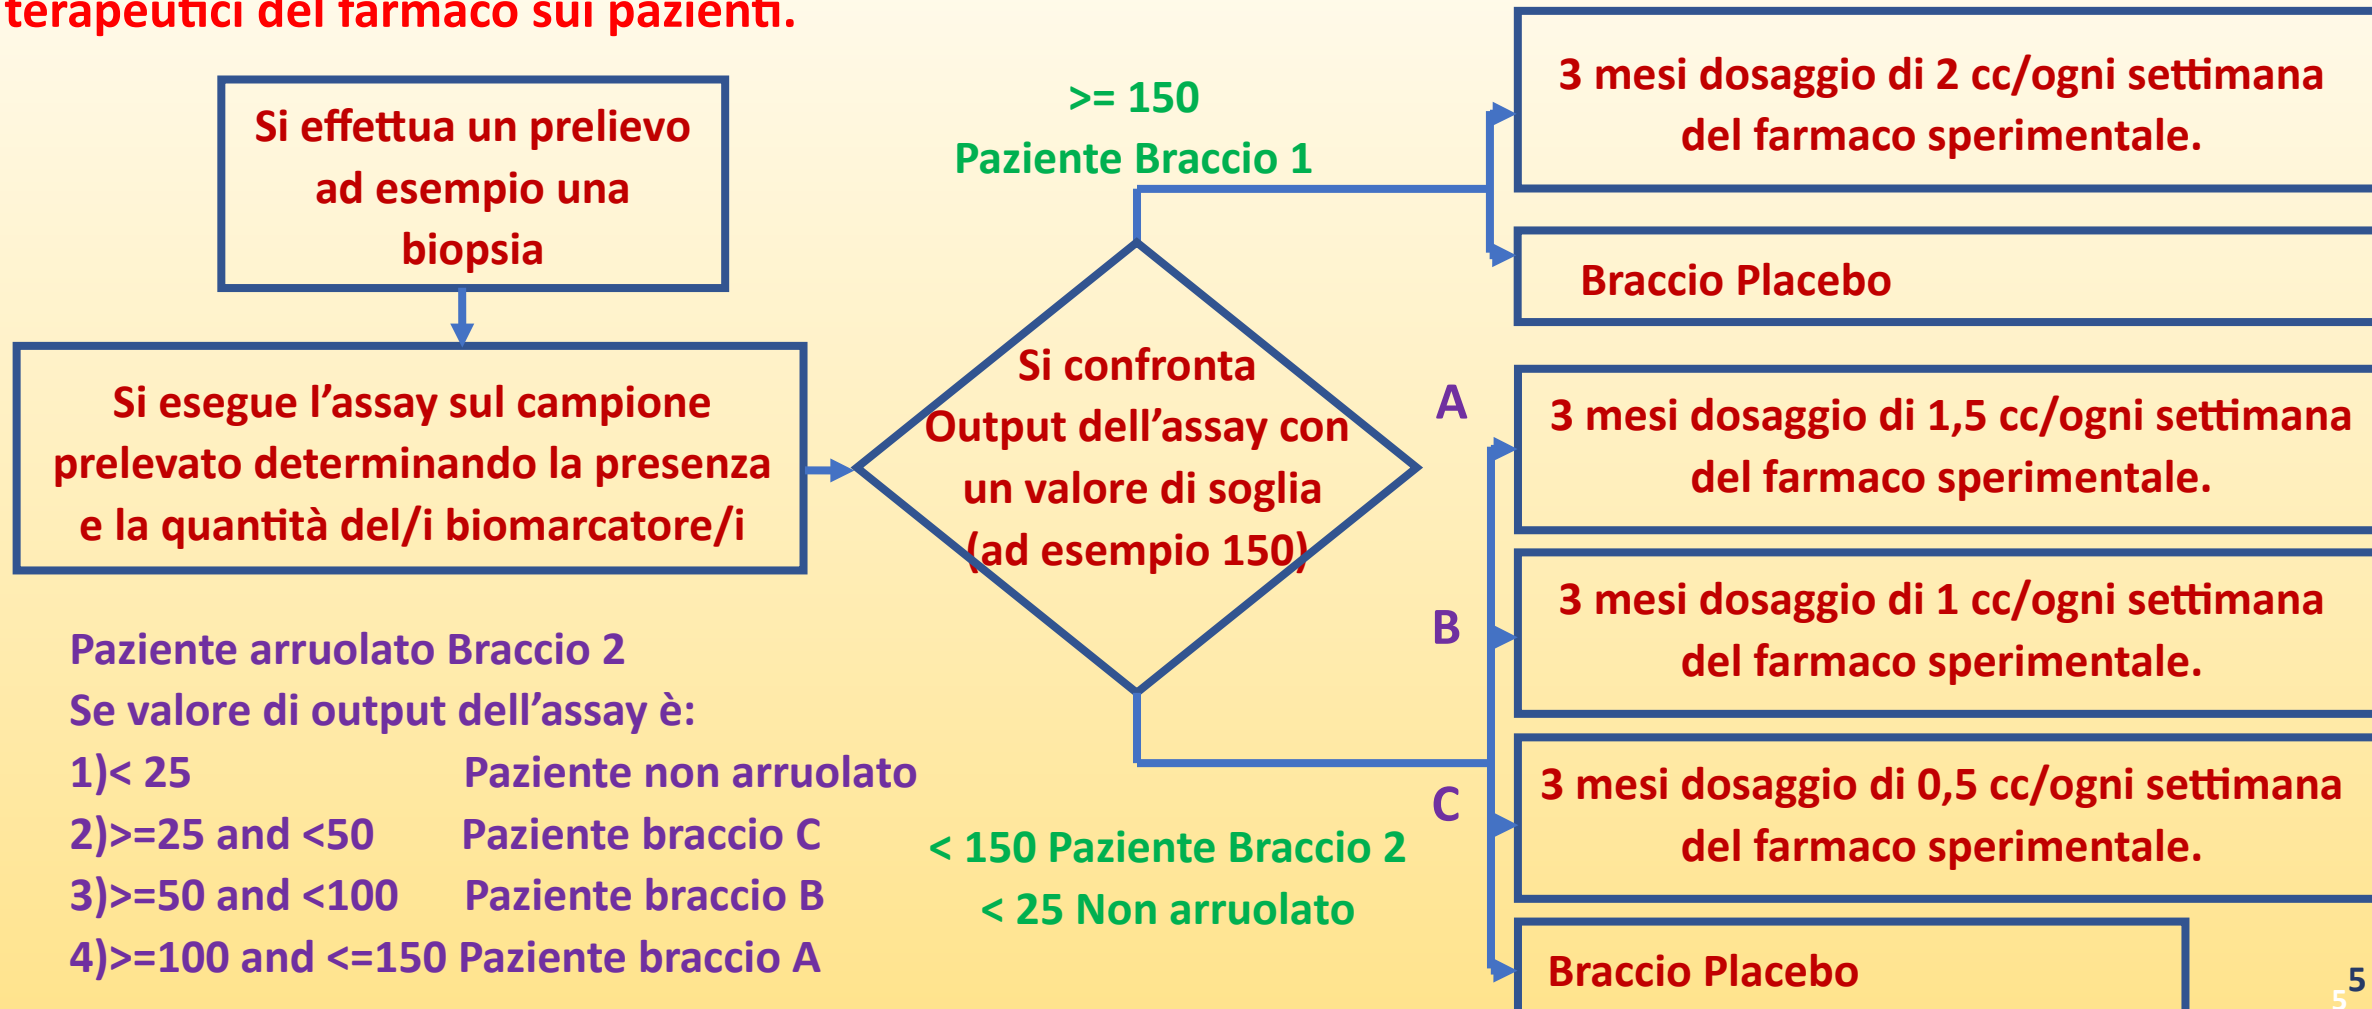 terapeutici del farmaco sui pazienti.
Si effettua un prelievo
ad esempio una
biopsia
Si esegue l’assay sul campione
prelevato determinando la presenza
e la quantità del/i biomarcatore/i
>= 150
Paziente Braccio 1
Si confronta
Output dell’assay con
un valore di soglia
(ad esempio 150)
3 mesi dosaggio di 2 cc/ogni settimana
del farmaco sperimentale.
Braccio Placebo
A
3 mesi dosaggio di 1,5 cc/ogni settimana
del farmaco sperimentale.
B
3 mesi dosaggio di 1 cc/ogni settimana
del farmaco sperimentale.
C
3 mesi dosaggio di 0,5 cc/ogni settimana
del farmaco sperimentale.
Braccio Placebo
Paziente arruolato Braccio 2
Se valore di output dell’assay è:
1)< 25 Paziente non arruolato
2)>=25 and <50 Paziente braccio C
3)>=50 and <100 Paziente braccio B
4)>=100 and <=150 Paziente braccio A
< 150 Paziente Braccio 2
< 25 Non arruolato
5
5